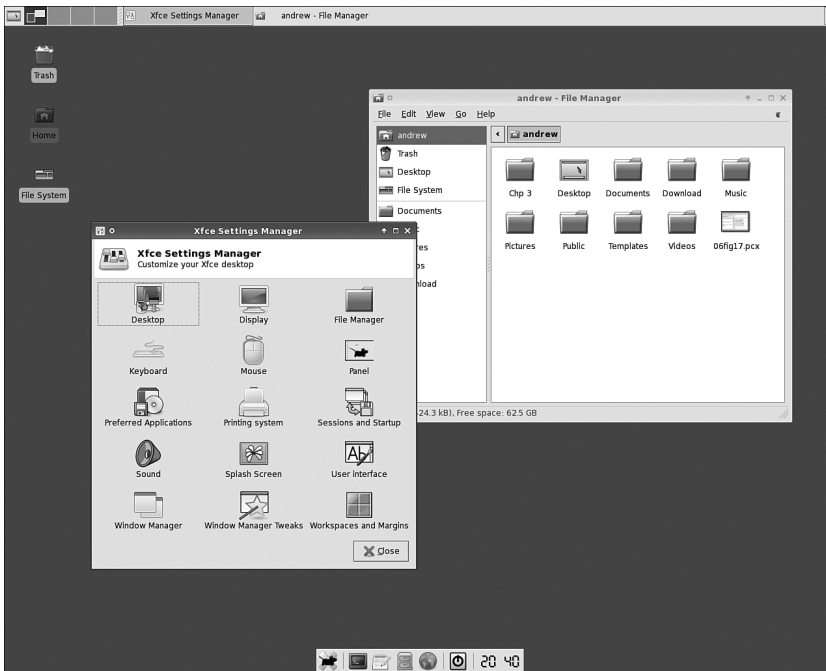 Xfce Settings Manager
andrew - File Manager
Trash
Home
File System
andrew - File Manager
File Edit View Go Help
andrew
Trash
Desktop
File System
Documents
andrew
Chp 3 Desktop Documents Download Music
Pictures Public Templates Videos 06fig17.pcx
24.3 kB), Free space: 62.5 GB
Xfce Settings Manager
Xfce Settings Manager
Customize your Xfce desktop
Desktop Display File Manager
Keyboard Mouse Panel
Preferred Applications Printing system Sessions and Startup
Sound Splash Screen User interface
Window Manager Window Manager Tweaks Workspaces and Margins
Close
20 40